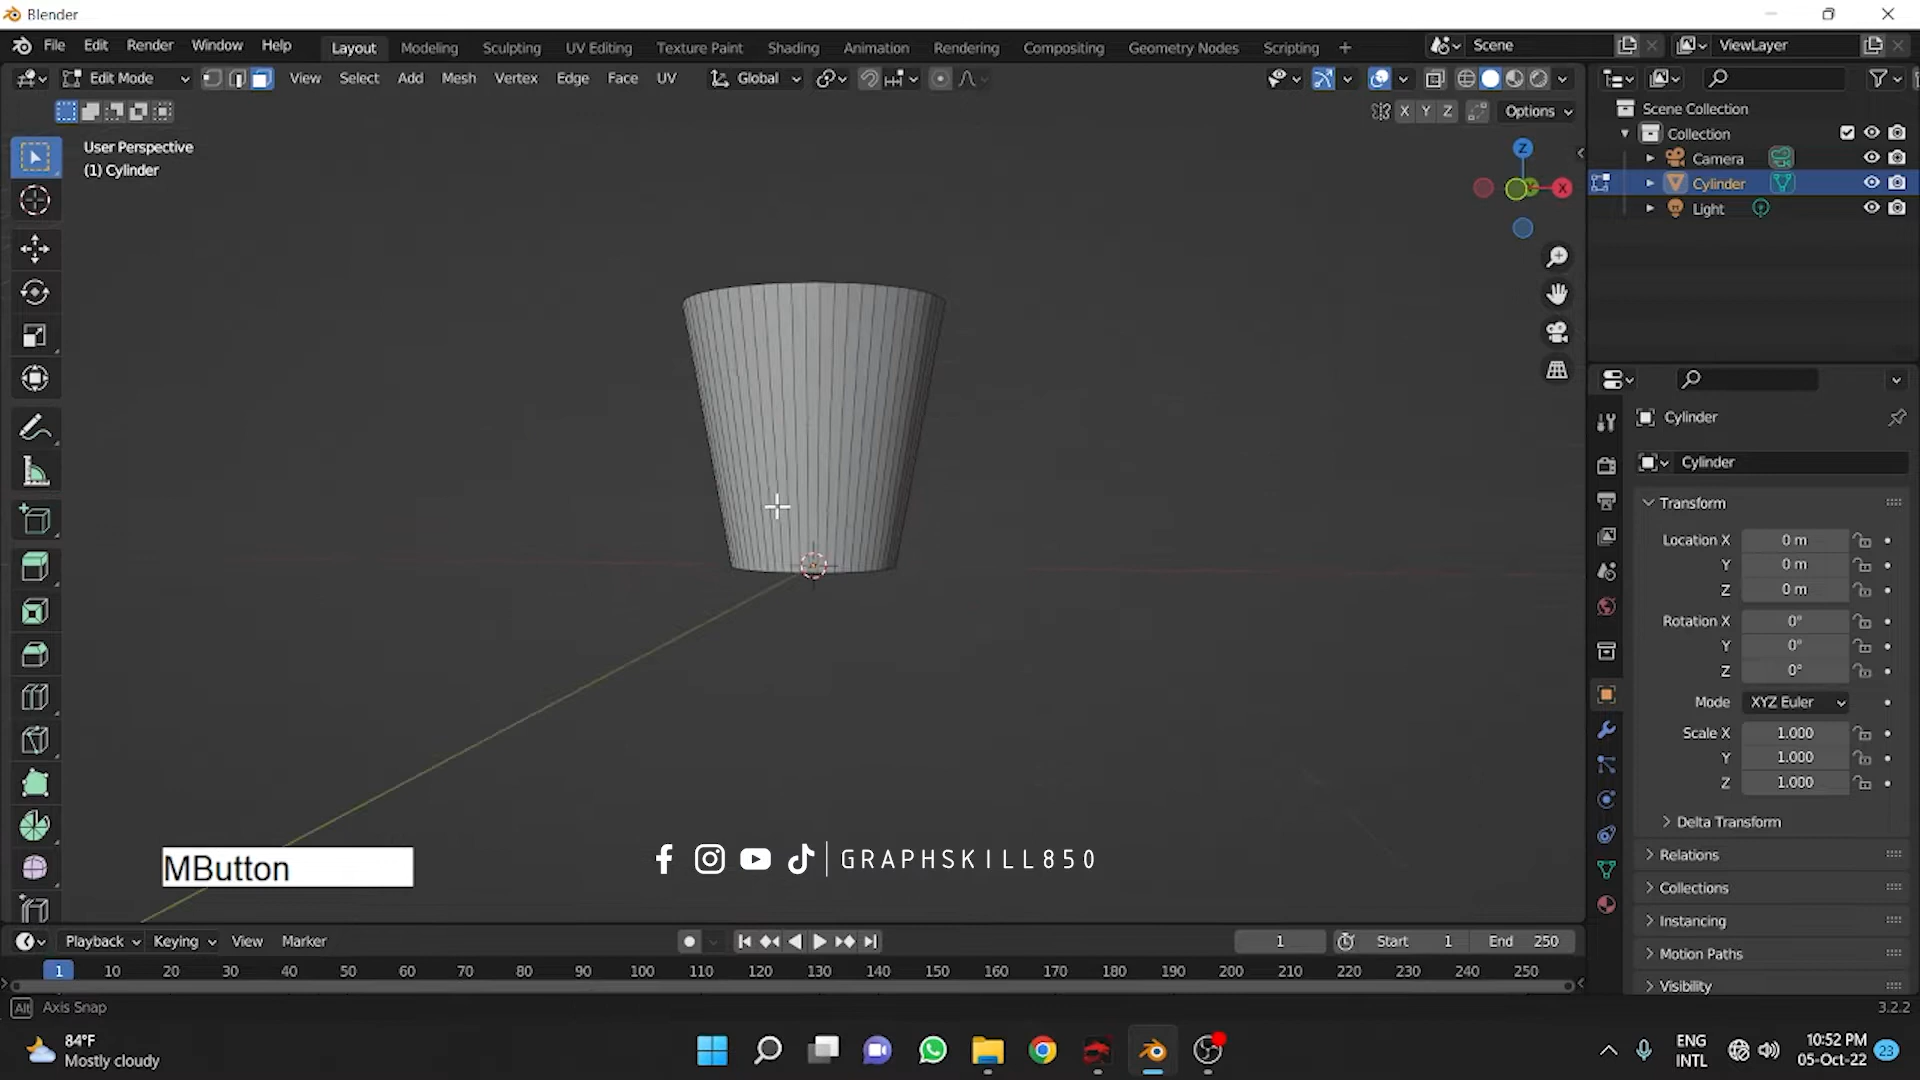 Blender
File Edit Render Window Help Layout Modeling Sculpting UV Editing Texture Paint Shading Animation Rendering Compositing Geometry Nodes Scripting Scene ViewLayer
Edit Mode View Select Add Mesh Vertex Edge Face UV Global
X Y Z Options
User Perspective
(1) Cylinder
Z
X
Scene Collection
Collection
Camera
Cylinder
Light
Cylinder
Cylinder
Transform
Location X 0 m
Y 0 m
Z 0 m
Rotation X 0°
Y 0°
Z 0°
Mode XYZ Euler
Scale X 1.000
Y 1.000
Z 1.000
Delta Transform
Relations
Collections
Instancing
Motion Paths
Visibility
MButton
GRAPHSKILL850
Playback Keying View Marker 1 Start 1 End 250
1 10 20 30 40 50 60 70 80 90 100 110 120 130 140 150 160 170 180 190 200 210 220 230 240 250
Alt Axis Snap 3.2.2
84°F
Mostly cloudy
ENG
INTL
10:52 PM
05-Oct-22
23